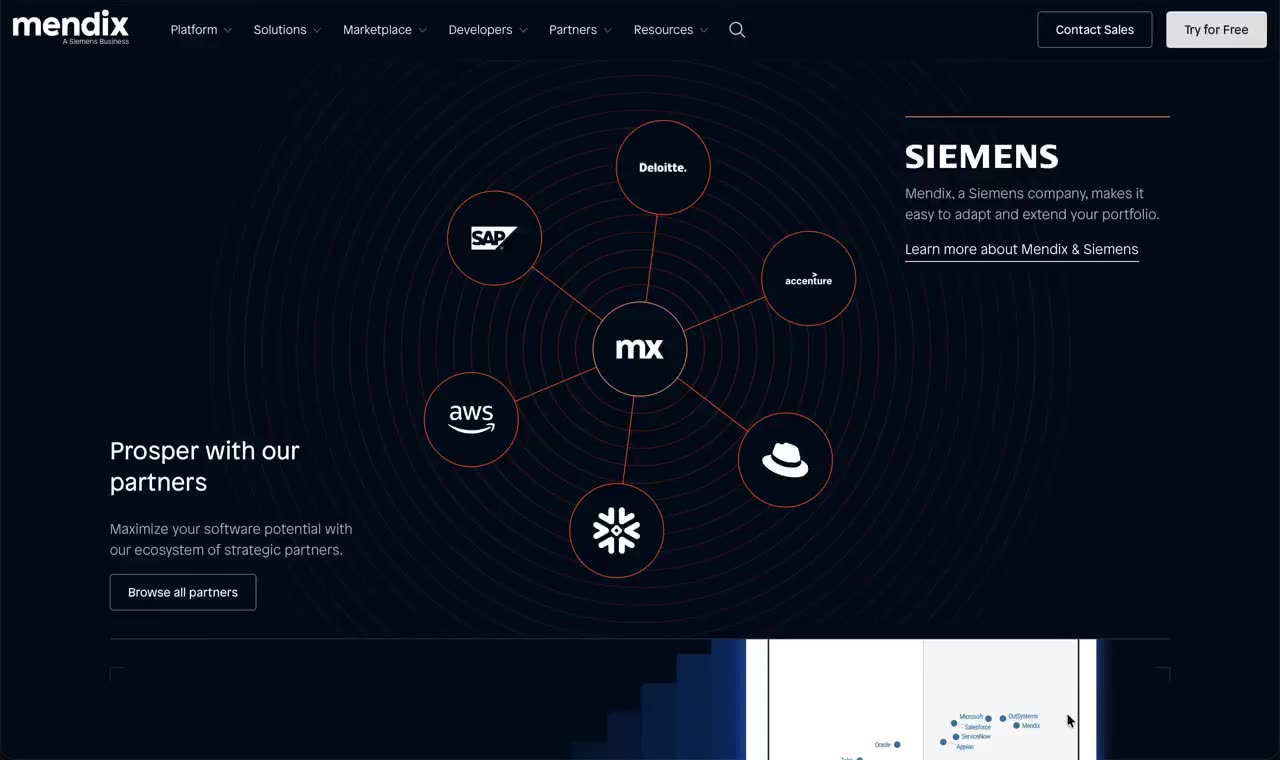 mendix
A Siemens Business
Platform
Solutions
Marketplace
Developers
Partners
Resources
Contact Sales
Try for Free
Deloitte.
SAP
accenture
mx
aws
SIEMENS
Mendix, a Siemens company, makes it
easy to adapt and extend your portfolio.
Learn more about Mendix & Siemens
Prosper with our
partners
Maximize your software potential with
our ecosystem of strategic partners.
Browse all partners
Microsoft
OutSystems
Salesforce
Mendix
ServiceNow
Oracle
Appian